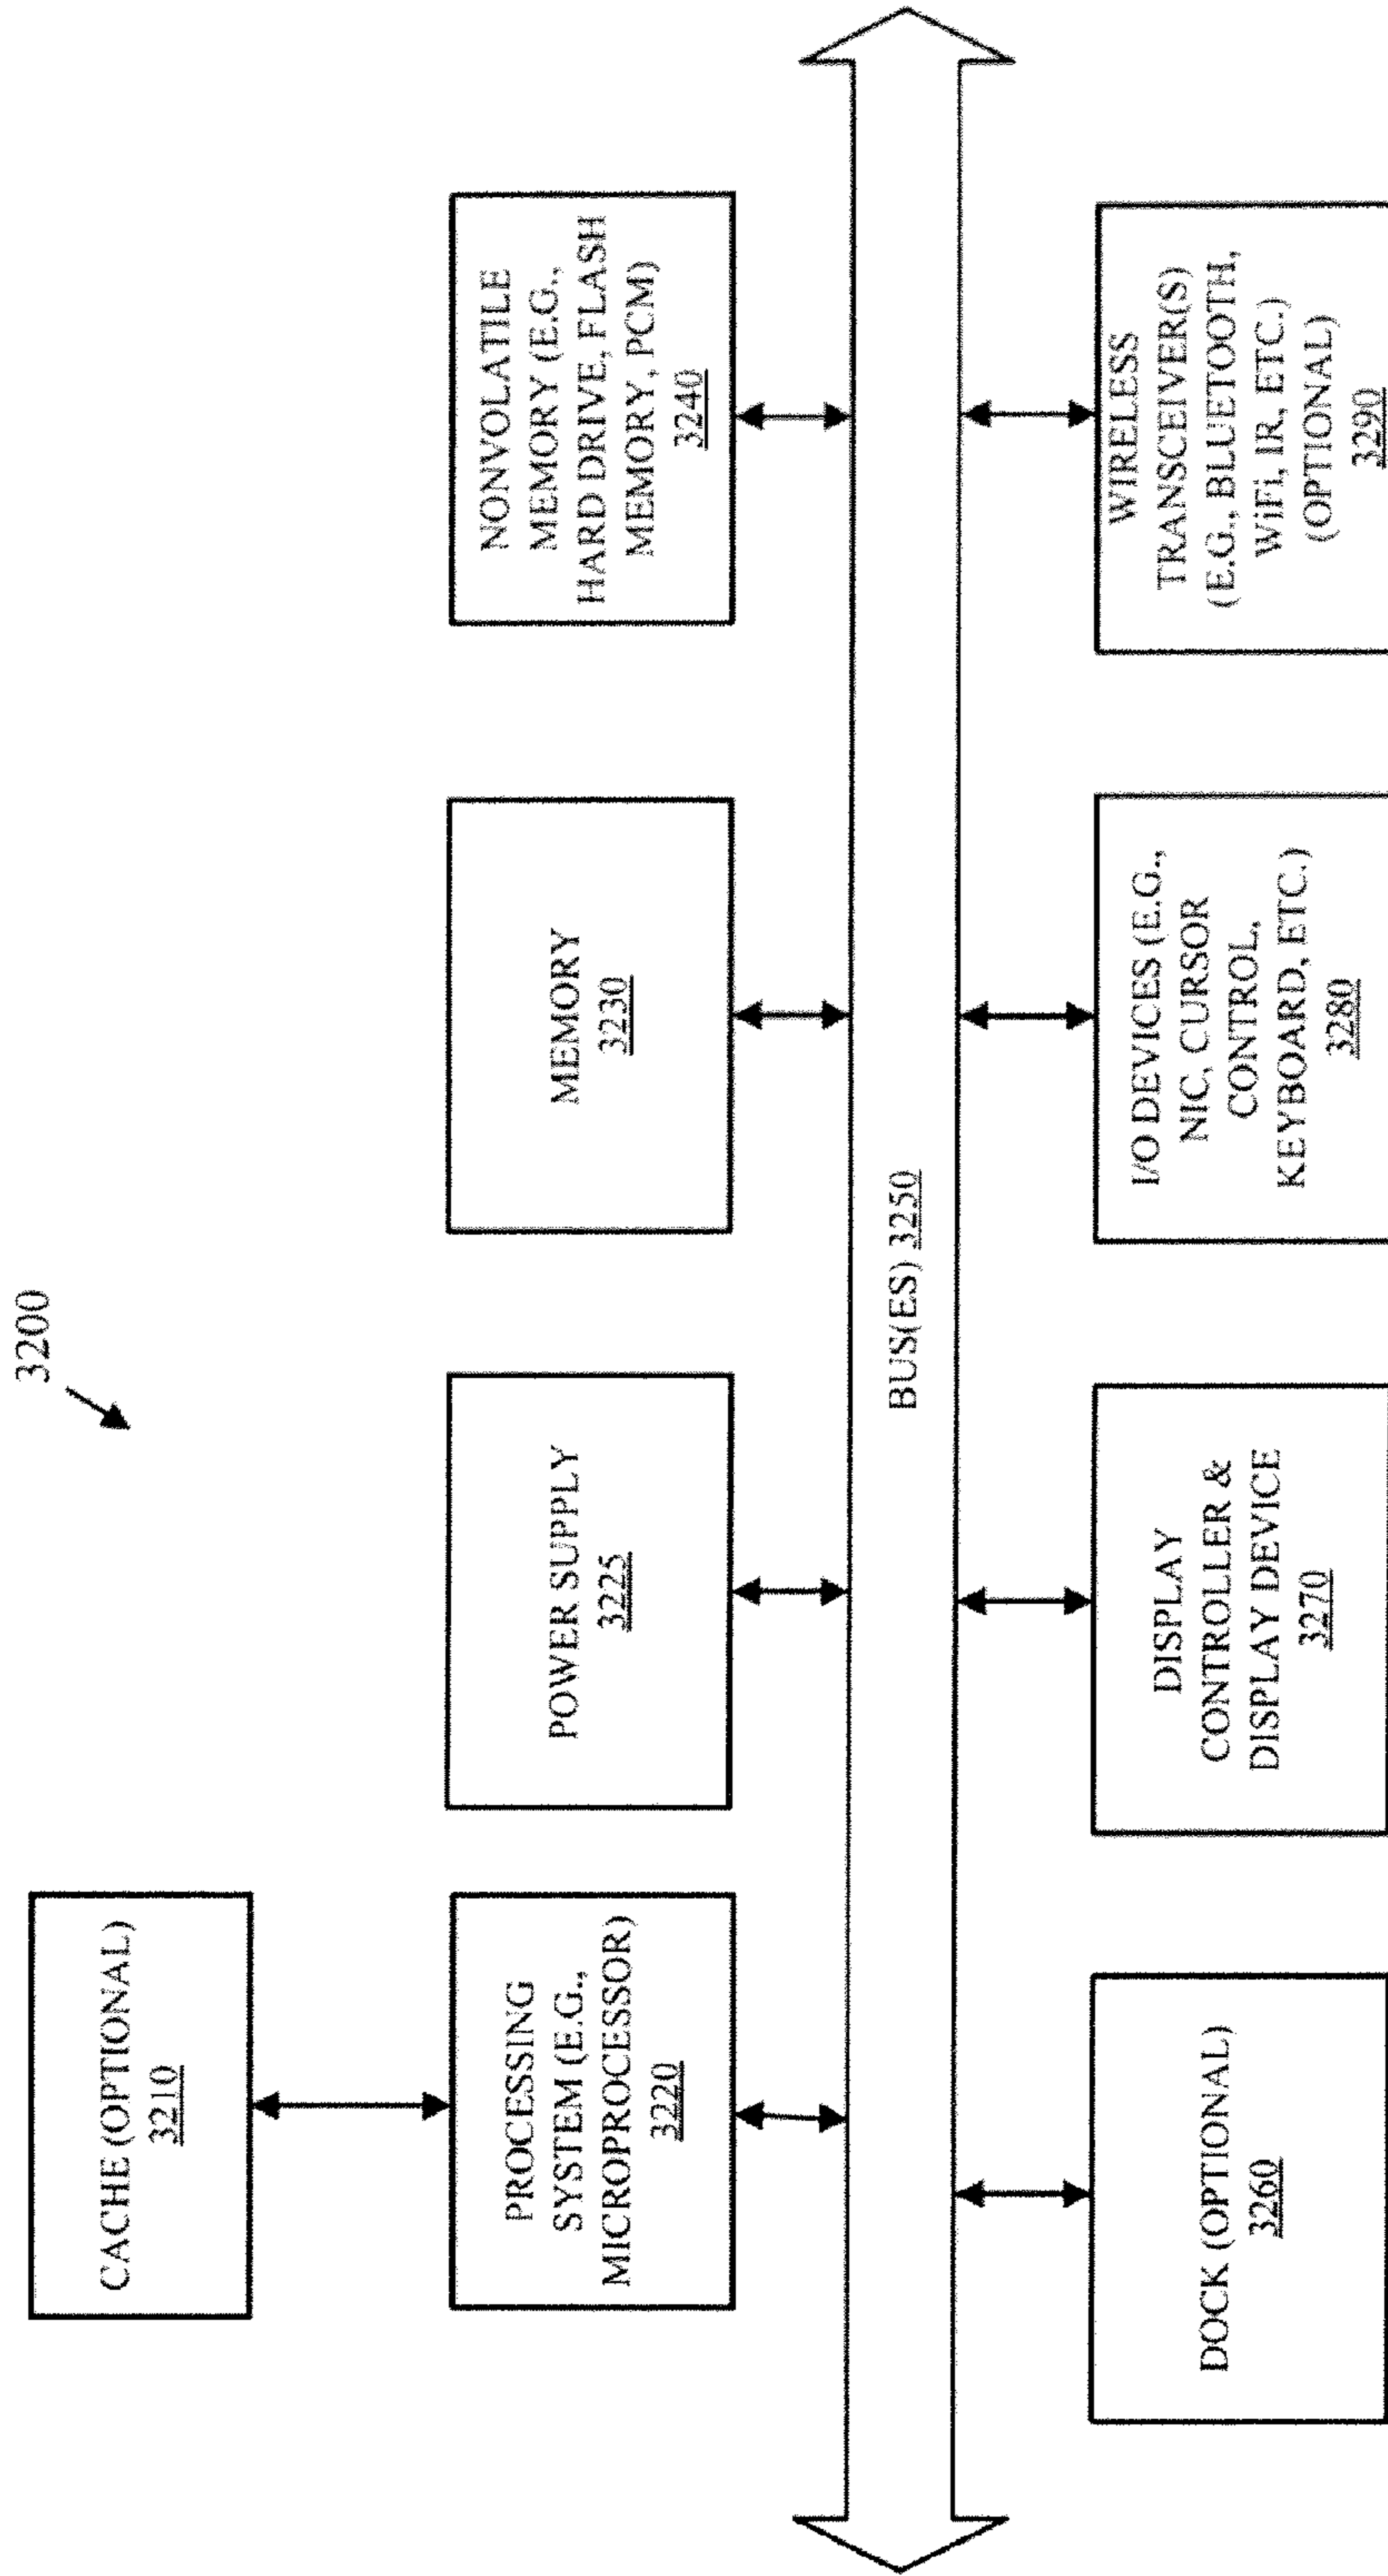 3200
CACHE (OPTIONAL)
3210
PROCESSING
SYSTEM (E.G.,
MICROPROCESSOR)
3220
POWER SUPPLY
3225
MEMORY
3230
NONVOLATILE
MEMORY (E.G.,
HARD DRIVE, FLASH
MEMORY, PCM)
3240
BUS(ES) 3250
DOCK (OPTIONAL)
3260
DISPLAY
CONTROLLER &
DISPLAY DEVICE
3270
I/O DEVICES (E.G.,
NIC, CURSOR
CONTROL,
KEYBOARD, ETC.)
3280
WIRELESS
TRANSCEIVER(S)
(E.G., BLUETOOTH,
WiFi, IR, ETC.)
(OPTIONAL)
3290